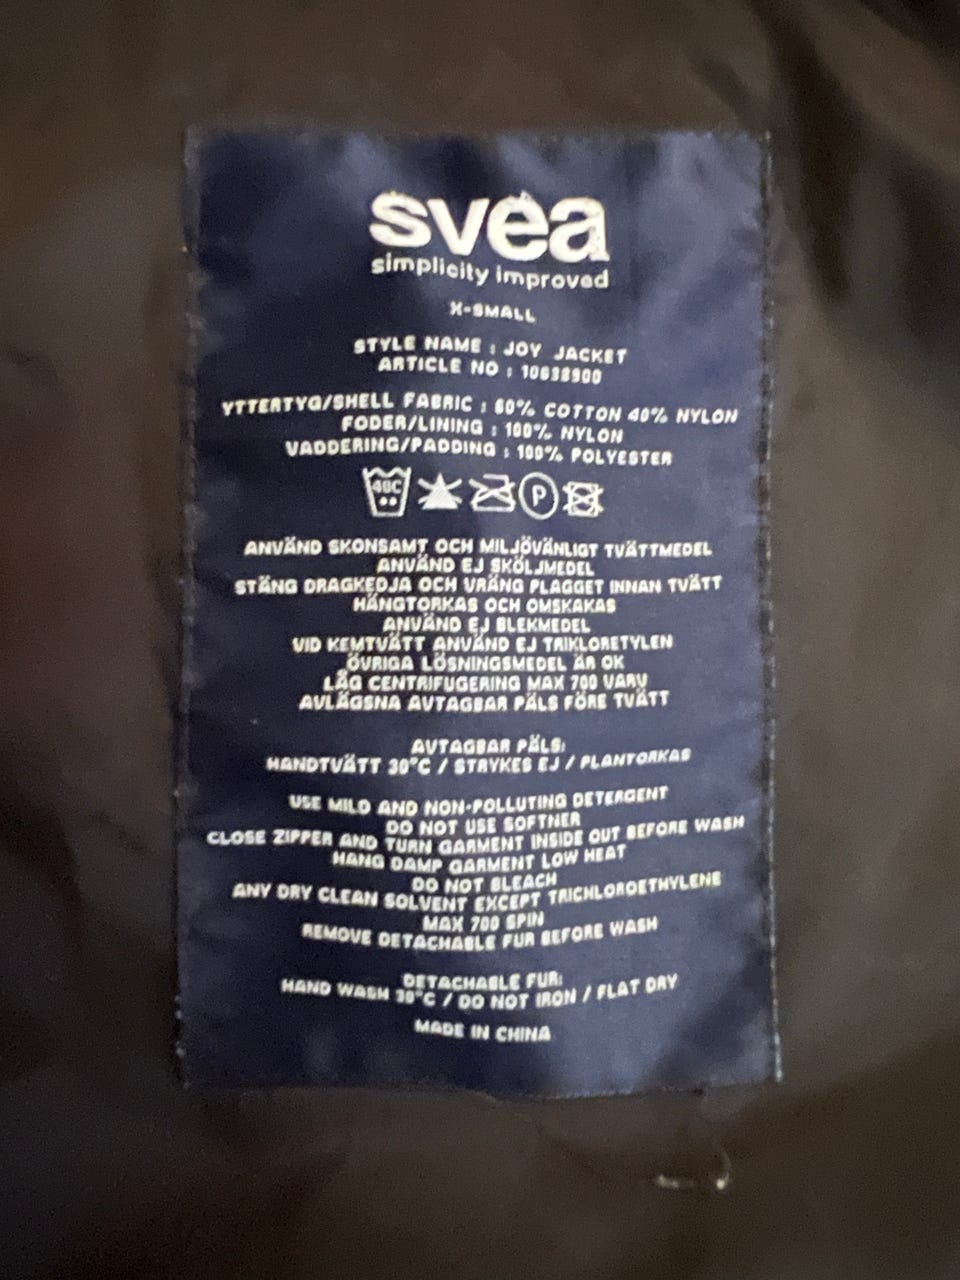 svea
simplicity improved
X-SMALL
STYLE NAME : JOY JACKET
ARTICLE NO : 10638900
YTTERTYG/SHELL FABRIC : 60% COTTON 40% NYLON
FODER/LINING : 100% NYLON
VADDERING/PADDING : 100% POLYESTER
40C P
ANVÄND SKONSAMT OCH MILJÖVÄNLIGT TVÄTTMEDEL
ANVÄND EJ SKÖLJMEDEL
STÄNG DRAGKEDJA OCH VRÄNG PLAGGET INNAN TVÄTT
HÄNGTORKAS OCH OMSKAKAS
ANVÄND EJ BLEKMEDEL
VID KEMTVÄTT ANVÄND EJ TRIKLORETYLEN
ÖVRIGA LÖSNINGSMEDEL ÄR OK
LÅG CENTRIFUGERING MAX 700 VARV
AVLÄGSNA AVTAGBAR PÄLS FÖRE TVÄTT
AVTAGBAR PÄLS:
HANDTVÄTT 30°C / STRYKES EJ / PLANTORKAS
USE MILD AND NON-POLLUTING DETERGENT
DO NOT USE SOFTNER
CLOSE ZIPPER AND TURN GARMENT INSIDE OUT BEFORE WASH
HANG DAMP GARMENT LOW HEAT
DO NOT BLEACH
ANY DRY CLEAN SOLVENT EXCEPT TRICHLOROETHYLENE
MAX 700 SPIN
REMOVE DETACHABLE FUR BEFORE WASH
DETACHABLE FUR:
HAND WASH 30°C / DO NOT IRON / FLAT DRY
MADE IN CHINA